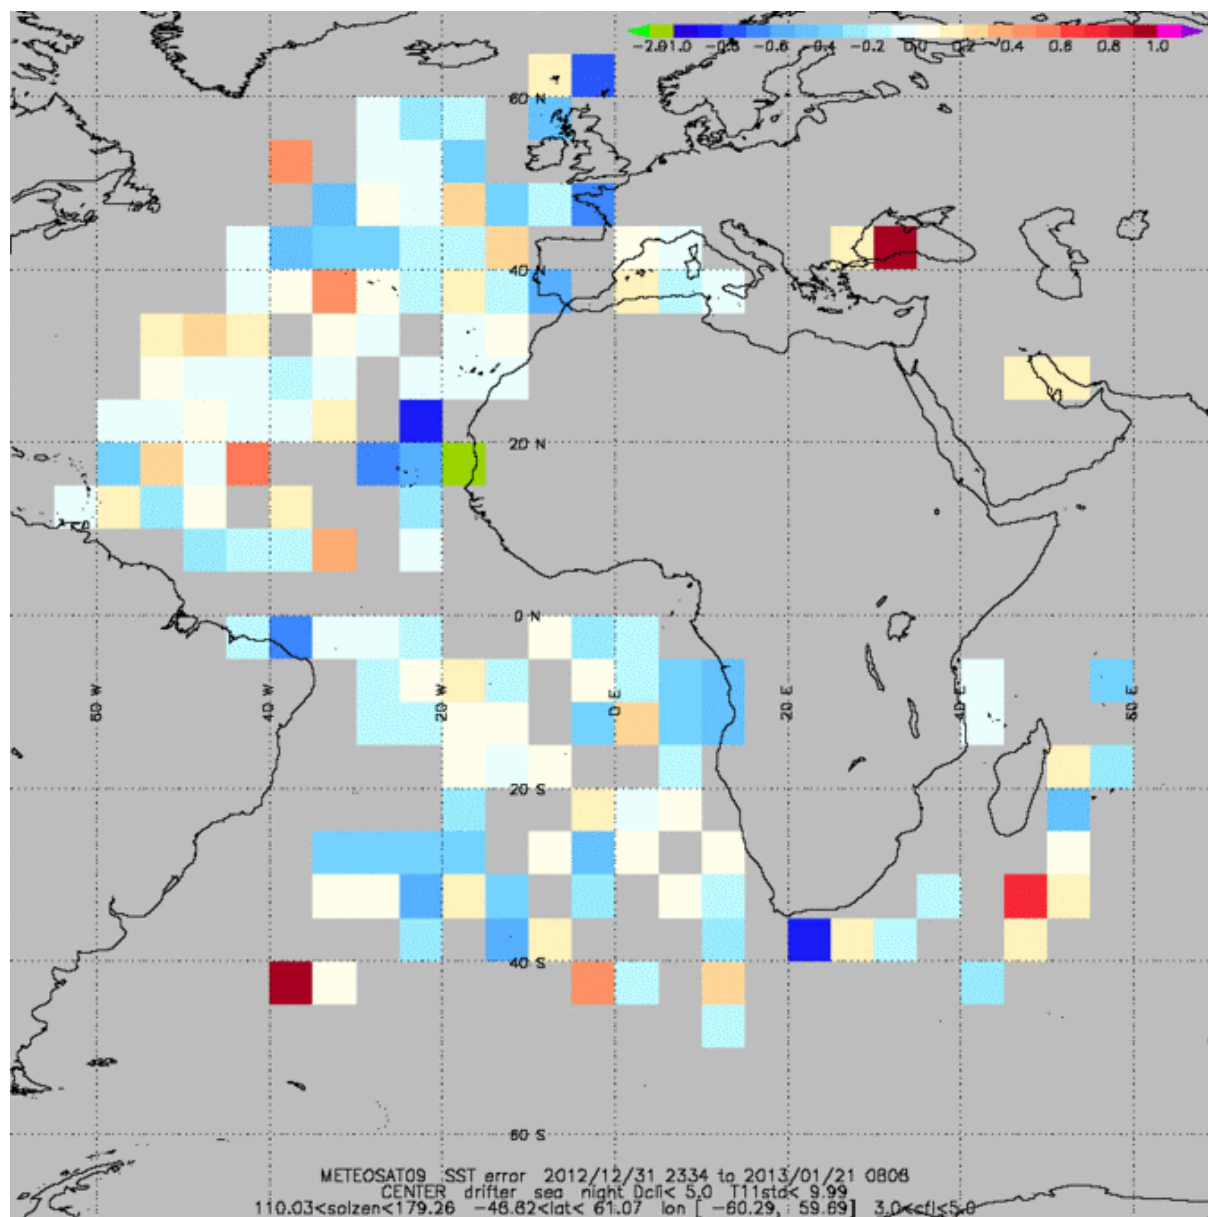 -2.0 -1.0 -0.8 -0.6 -0.4 -0.2 0.0 0.2 0.4 0.6 0.8 1.0
60 N
40 N
20 N
0 N
60 W 40 W 20 W 0 E 20 E 40 E 60 E
20 S
40 S
60 S
METEOSAT09 SST error 2012/12/31 2334 to 2013/01/21 0808
CENTER drifter sea night Dcfl< 5.0 T11std< 9.99
110.03<solzen<179.26 -48.82<lat< 61.07 lon [ -60.29, 59.69] 3.0<cfl<5.0